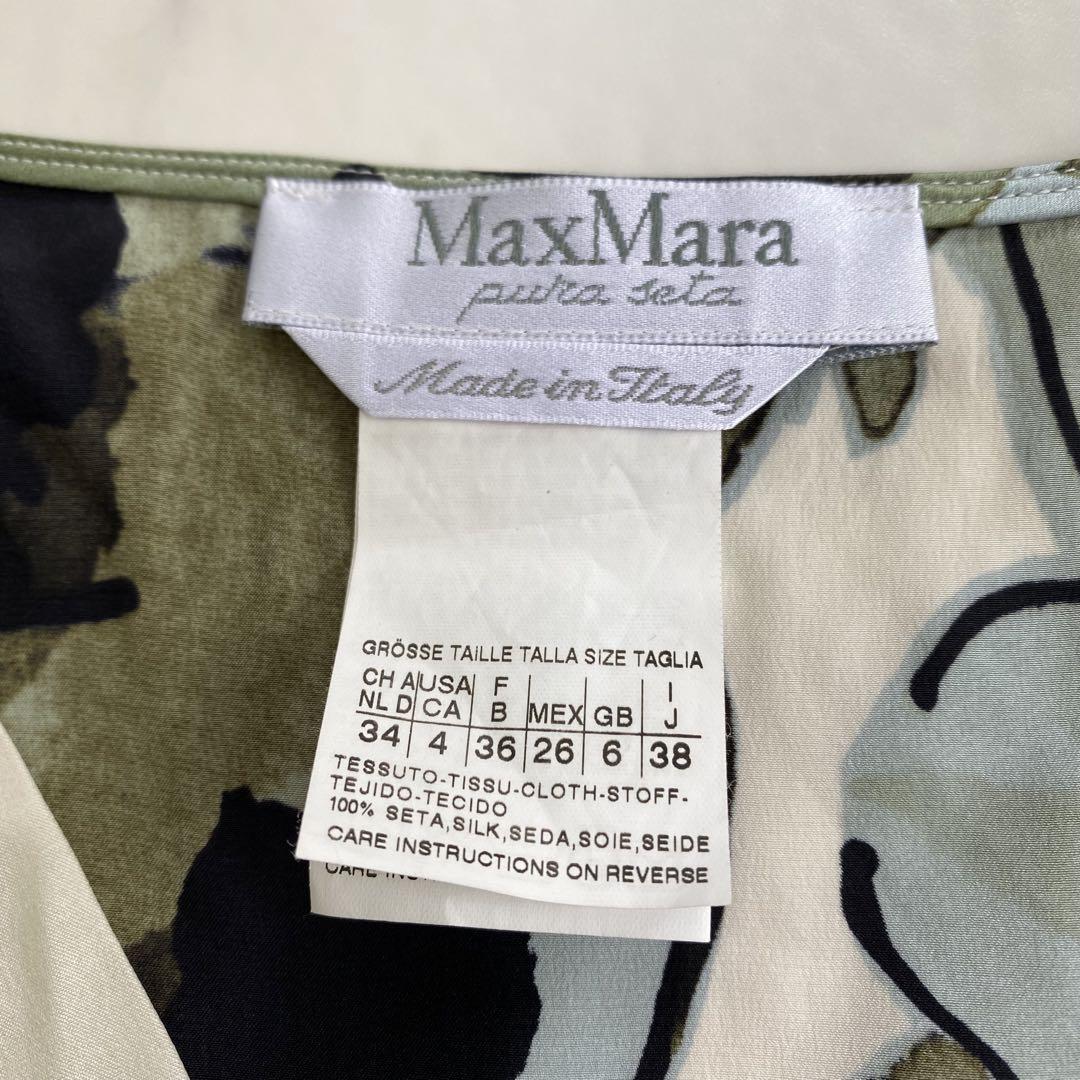 MaxMara
pura seta
Made in Italy
GRÖSSE TAILLE TALLA SIZE TAGLIA
CH A USA F I
NL D CA B MEX GB J
34 4 36 26 6 38
TESSUTO-TISSU-CLOTH-STOFF-
TEJIDO-TECIDO
100% SETA,SILK,SEDA,SOIE,SEIDE
CARE INSTRUCTIONS ON REVERSE
CARE